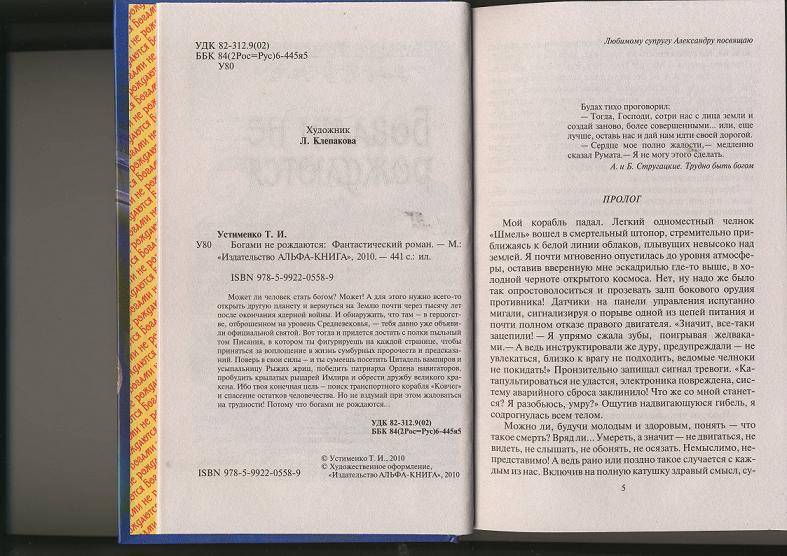 УДК 82-312.9(02)
ББК 84(2Рос=Рус)6-445я5
У80
Художник
Л. Клепакова
Устименко Т. И.
У80 Богами не рождаются: Фантастический роман. — М.:
«Издательство АЛЬФА-КНИГА», 2010. — 441 с.: ил.
ISBN 978-5-9922-0558-9
Может ли человек стать богом? Может! А для этого нужно всего-то
открыть другую планету и вернуться на Землю почти через тысячу лет
после окончания ядерной войны. И обнаружить, что там – в герцогст-
ве, отброшенном на уровень Средневековья, – тебя давно уже объяви-
ли официальной святой. Вот тогда и придется достать с полки пыльный
том Писания, в котором ты фигурируешь на каждой странице, чтобы
приняться за воплощение в жизнь сумбурных пророчеств и предсказа-
ний. Поверь в свои силы – и ты сумеешь посетить Цитадель вампиров и
усыпальницу Рыжих жриц, победить патриарха Ордена навигаторов,
пробудить крылатых рыцарей Имлира и обрести дружбу великого кра-
кена. Ибо твоя конечная цель – поиск транспортного корабля «Ковчег»
и спасение остатков человечества. Но не вздумай при этом жаловаться
на трудности! Потому что богами не рождаются...
УДК 82-312.9(02)
ББК 84(2Рос=Рус)6-445я5
© Устименко Т. И., 2010
© Художественное оформление,
ISBN 978-5-9922-0558-9 «Издательство АЛЬФА-КНИГА», 2010
Любимому супругу Александру посвящаю
Будах тихо проговорил:
— Тогда, Господи, сотри нас с лица земли и
создай заново, более совершенными... или, еще
лучше, оставь нас и дай нам идти своей дорогой.
— Сердце мое полно жалости,— медленно
сказал Румата.— Я не могу этого сделать.
А. и Б. Стругацкие. Трудно быть богом
ПРОЛОГ
Мой корабль падал. Легкий одноместный челнок
«Шмель» вошел в смертельный штопор, стремительно при-
ближаясь к белой линии облаков, плывущих невысоко над
землей. Я почти мгновенно опустилась до уровня атмосфе-
ры, оставив вверенную мне эскадрилью где-то выше, в хо-
лодной черноте открытого космоса. Нет, ну надо же было
так опростоволоситься и прозевать залп бокового орудия
противника! Датчики на панели управления испуганно
мигали, сигнализируя о порыве одной из цепей питания и
почти полном отказе правого двигателя. «Значит, все-таки
зацепили! — Я упрямо сжала зубы, поигрывая желвака-
ми.— А ведь инструктировали же дуру, предупреждали — не
увлекаться, близко к врагу не подходить, ведомые челноки
не покидать!» Пронзительно запищал сигнал тревоги. «Ка-
тапультироваться не удастся, электроника повреждена, сис-
тему аварийного сброса заклинило! Что же со мной станет-
ся? Я разобьюсь, умру?» Ощутив надвигающуюся гибель, я
содрогнулась всем телом.
Можно ли, будучи молодым и здоровым, понять — что
такое смерть? Вряд ли... Умереть, а значит — не двигаться, не
видеть, не слышать, не обонять, не осязать. Немыслимо, не-
представимо! А ведь рано или поздно такое случается с каж-
дым из нас. Включив на полную катушку здравый смысл, су-
5